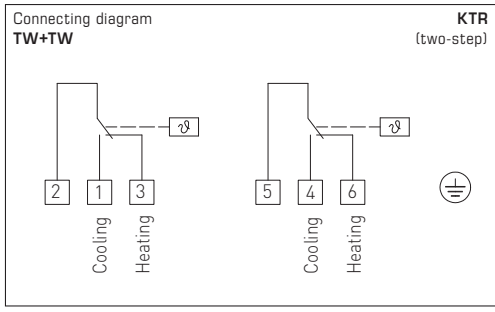 Connecting diagram
KTR
TW+TW
(two-step)
ϑ
ϑ
2 1 3
5 4 6
Cooling
Heating
Cooling
Heating